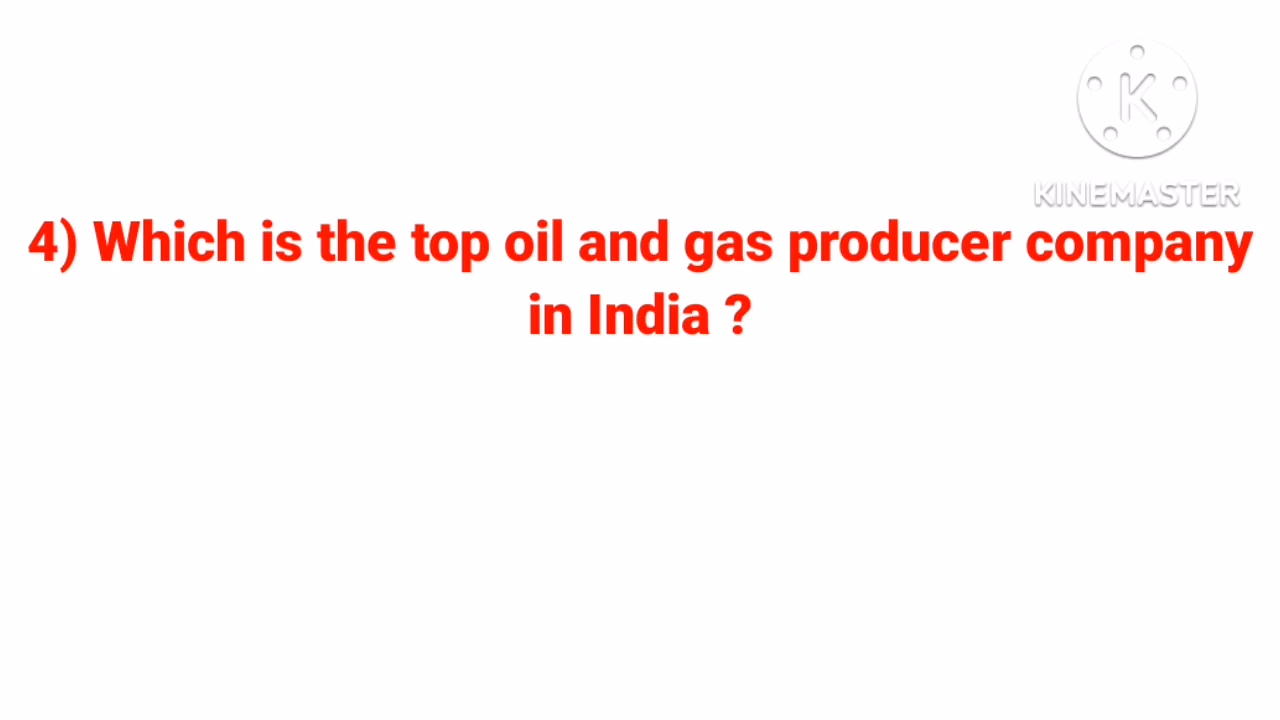 K
KINEMASTER
4) Which is the top oil and gas producer company
in India ?